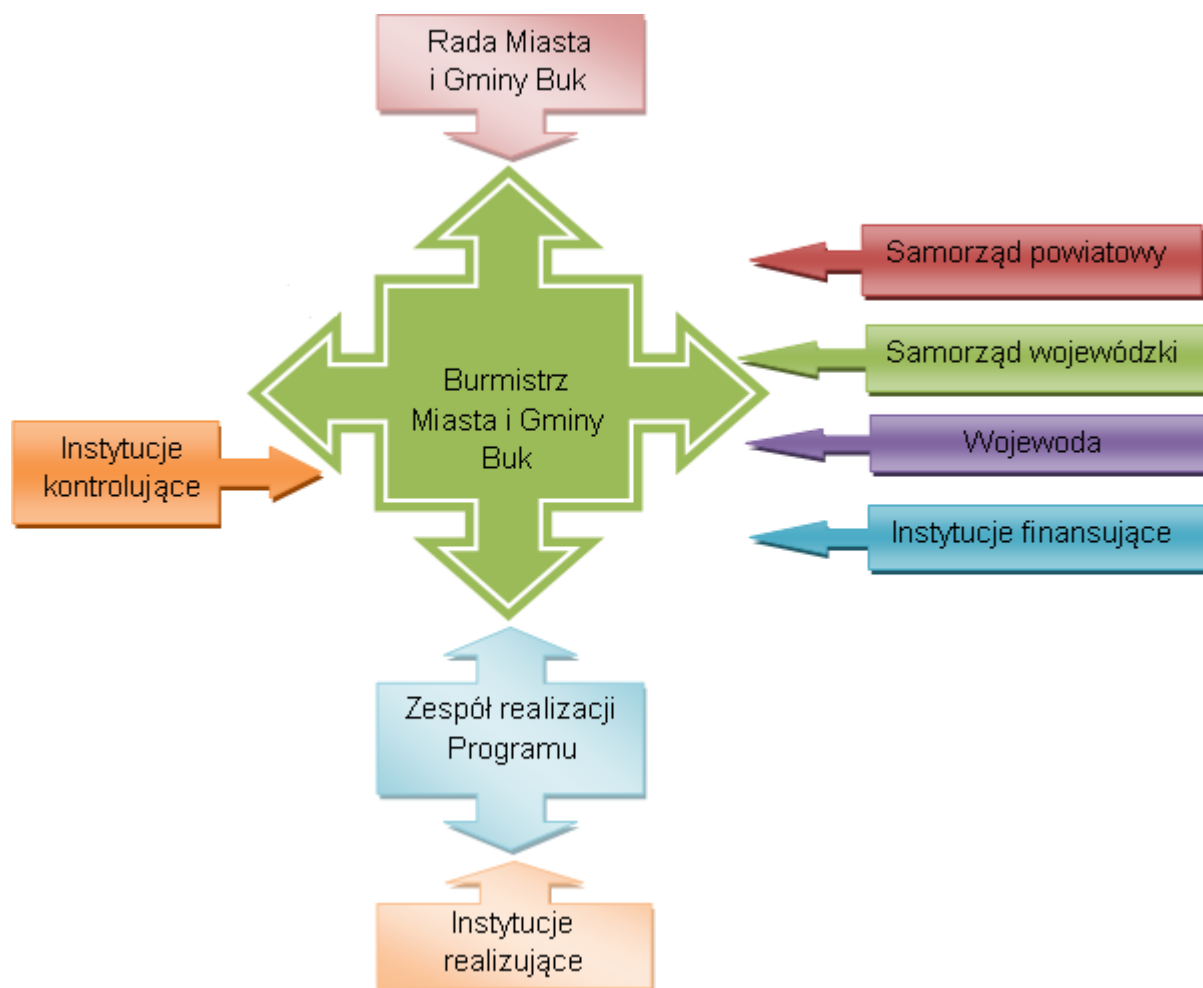 Rada Miasta
i Gminy Buk
Samorząd powiatowy
Samorząd wojewódzki
Burmistrz
Miasta i Gminy
Buk
Instytucje
kontrolujące
Wojewoda
Instytucje finansujące
Zespół realizacji
Programu
Instytucje
realizujące